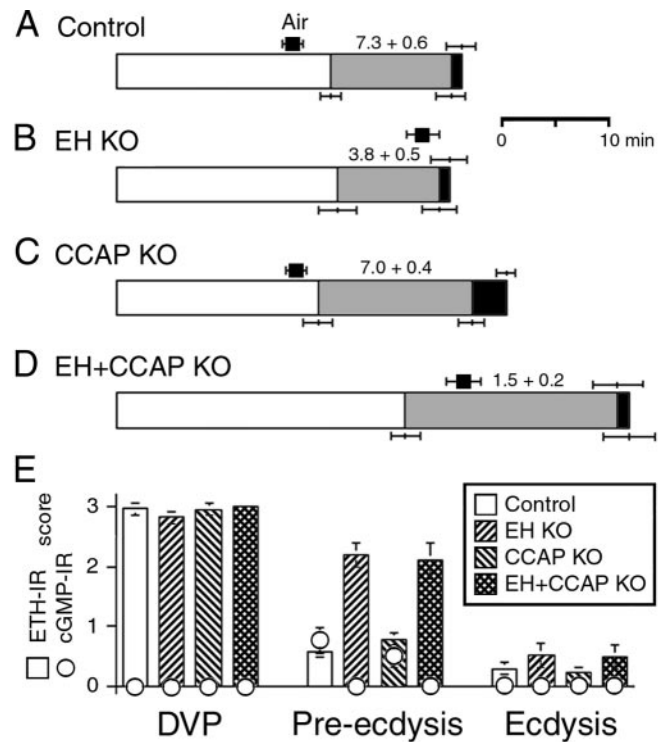 A Control
Air
7.3 + 0.6
B EH KO
3.8 + 0.5
0 10 min
C CCAP KO
7.0 + 0.4
D EH+CCAP KO
1.5 + 0.2
E
ETH-IR
cGMP-IR
score
3
2
1
0
Control
EH KO
CCAP KO
EH+CCAP KO
DVP Pre-ecdysis Ecdysis